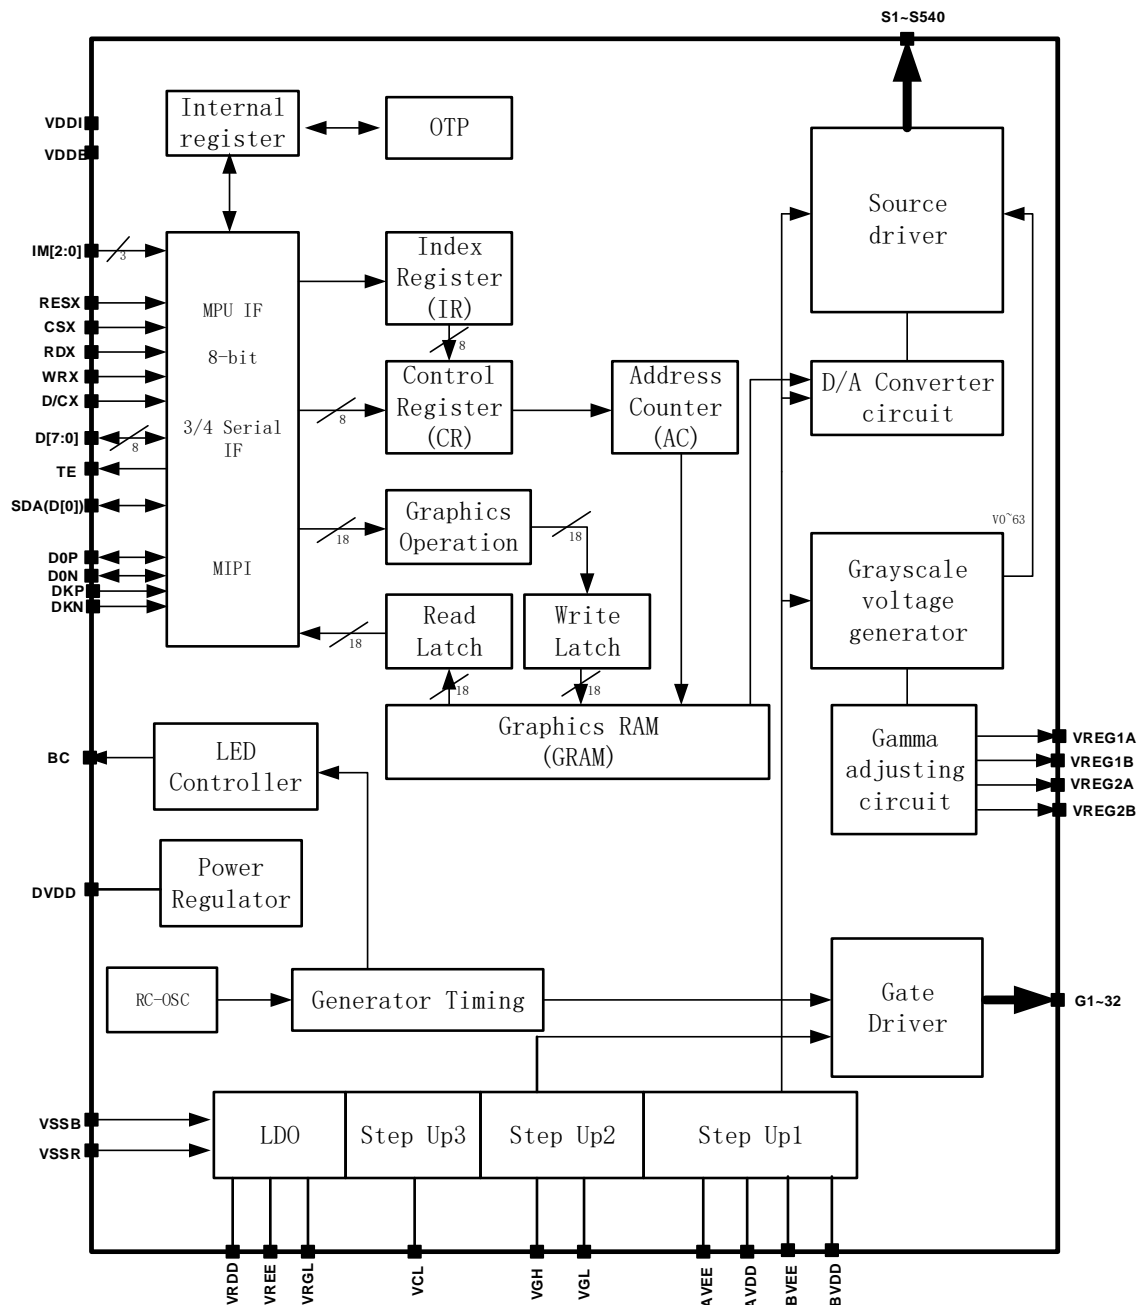 S1~S540
VDDI
VDDB
Internal
register
OTP
Source
driver
IM[2:0]
3
RESX
CSX
RDX
WRX
D/CX
D[7:0]
8
TE
SDA(D[0])
D0P
D0N
DKP
DKN
MPU IF
8-bit
3/4 Serial
IF
MIPI
Index
Register
(IR)
8
8
Control
Register
(CR)
Address
Counter
(AC)
D/A Converter
circuit
18
Graphics
Operation
18
V0~63
Grayscale
voltage
generator
18
Read
Latch
Write
Latch
18
18
Graphics RAM
(GRAM)
Gamma
adjusting
circuit
VREG1A
VREG1B
VREG2A
VREG2B
BC
LED
Controller
DVDD
Power
Regulator
RC-OSC
Generator Timing
Gate
Driver
G1~32
VSSB
VSSR
LDO
Step Up3
Step Up2
Step Up1
VRDD
VREE
VRGL
VCL
VGH
VGL
AVEE
AVDD
BVEE
BVDD